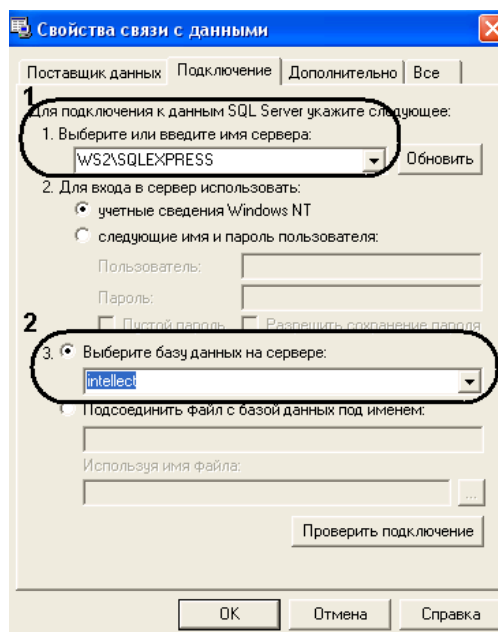 Свойства связи с данными
Поставщик данных Подключение Дополнительно Все
1
Для подключения к данным SQL Server укажите следующее:
1. Выберите или введите имя сервера:
WS2\SQLEXPRESS Обновить
2. Для входа в сервер использовать:
учетные сведения Windows NT
следующие имя и пароль пользователя:
Пользователь:
Пароль:
2
Пустой пароль Разрешить сохранение пароля
3. Выберите базу данных на сервере:
intellect
Подсоединить файл с базой данных под именем:
Используя имя файла:
...
Проверить подключение
OK Отмена Справка